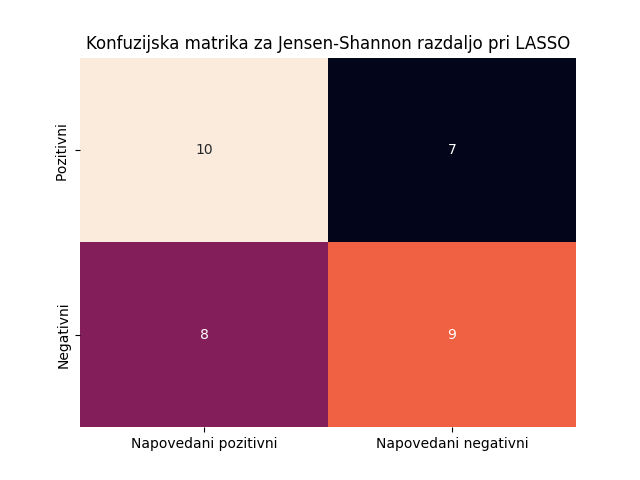 Konfuzijska matrika za Jensen-Shannon razdaljo pri LASSO
Pozitivni
10
7
Negativni
8
9
Napovedani pozitivni
Napovedani negativni